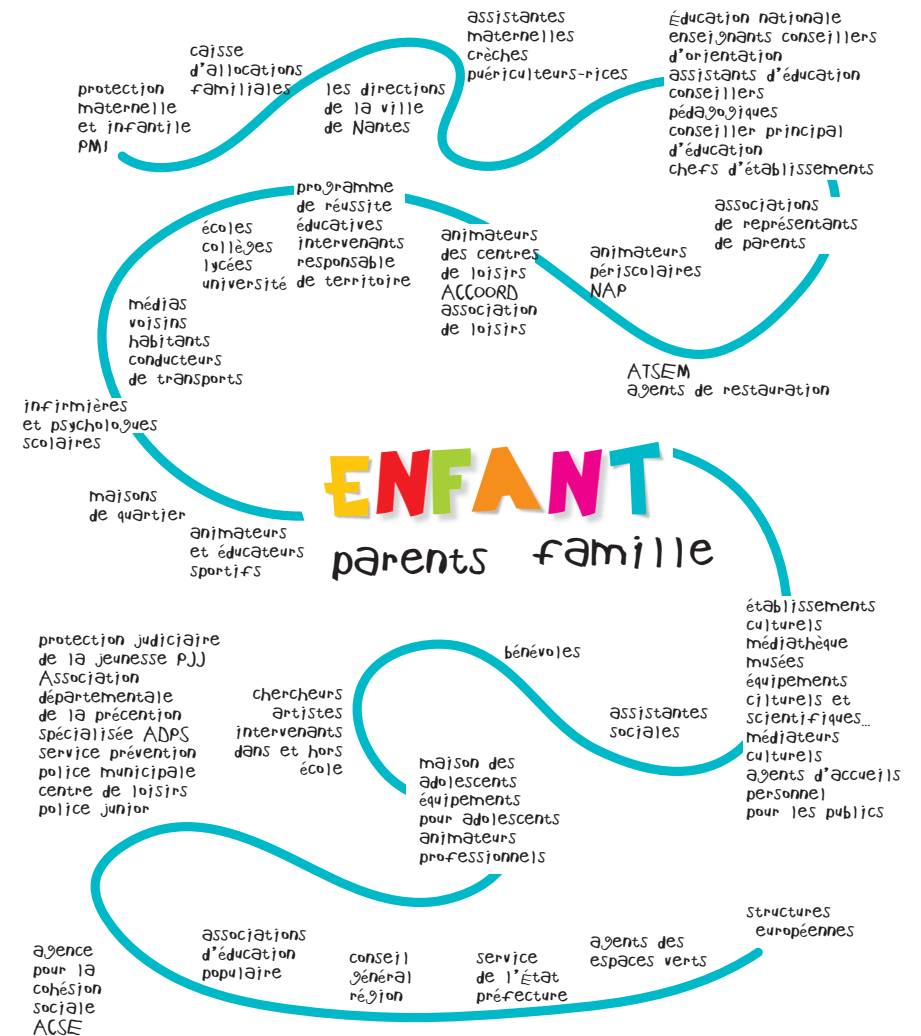 protection
maternelle
et infantile
PMI
caisse
d'allocations
familiales
les directions
de la ville
de Nantes
assistantes
maternelles
crèches
puériculteurs-rices
Éducation nationale
enseignants conseillers
d'orientation
assistants d'éducation
conseillers
pédagogiques
conseiller principal
d'éducation
chefs d'établissements
associations
de représentants
de parents
animateurs
périscolaires
NAP
ATSEM
agents de restauration
animateurs
des centres
de loisirs
ACCOORD
association
de loisirs
programme
de réussite
éducatives
intervenants
responsable
de territoire
écoles
collèges
lycées
université
médias
voisins
habitants
conducteurs
de transports
infirmières
et psychologues
scolaires
maisons
de quartier
animateurs
et éducateurs
sportifs
ENFANT
parents famille
établissements
culturels
médiathèque
musées
équipements
cilturels et
scientifiques...
médiateurs
culturels
agents d'accueils
personnel
pour les publics
assistantes
sociales
bénévoles
chercheurs
artistes
intervenants
dans et hors
école
maison des
adolescents
équipements
pour adolescents
animateurs
professionnels
protection judiciaire
de la jeunesse PJJ
Association
départementale
de la précention
spécialisée ADPS
service prévention
police municipale
centre de loisirs
police junior
agence
pour la
cohésion
sociale
ACSE
associations
d'éducation
populaire
conseil
général
région
service
de l'État
préfecture
agents des
espaces verts
structures
européennes